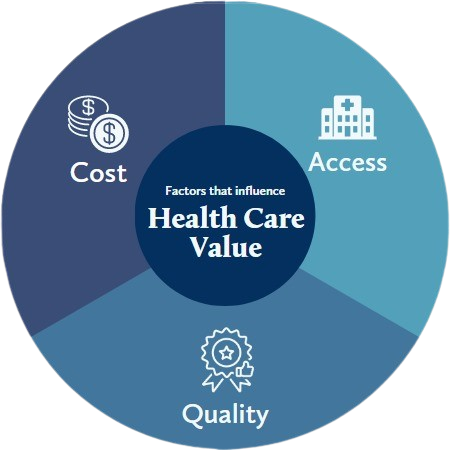 $
$
Cost
Access
Factors that influence
Health Care
Value
Quality